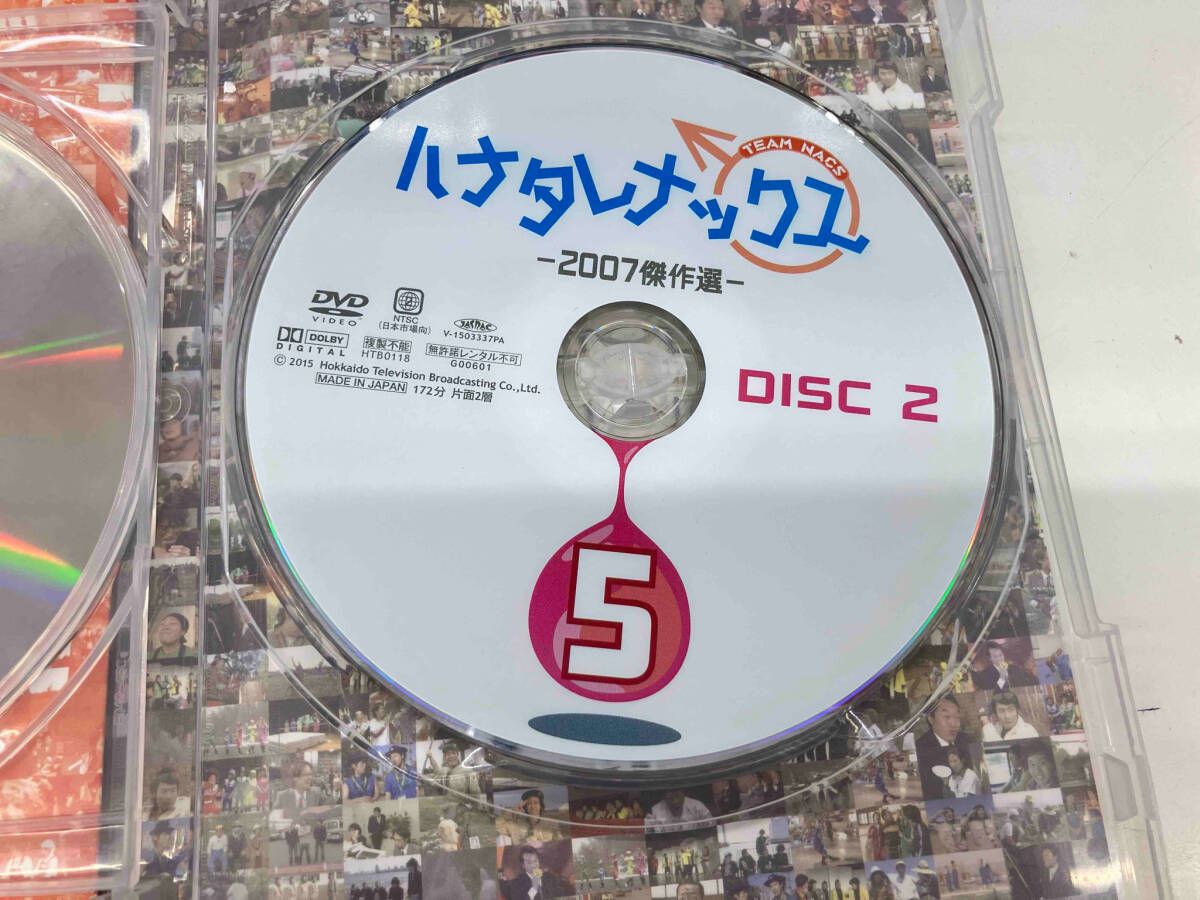 TEAM NACS
ハナタレナックス
-2007傑作選-
DVD
VIDEO
2
NTSC
(日本市場向)
JASRAC
V-1503337PA
DOLBY
DIGITAL
複製不能
HTB0118
無許諾レンタル不可
G00601
© 2015 Hokkaido Television Broadcasting Co.,Ltd.
MADE IN JAPAN 172分 片面2層
DISC 2
5